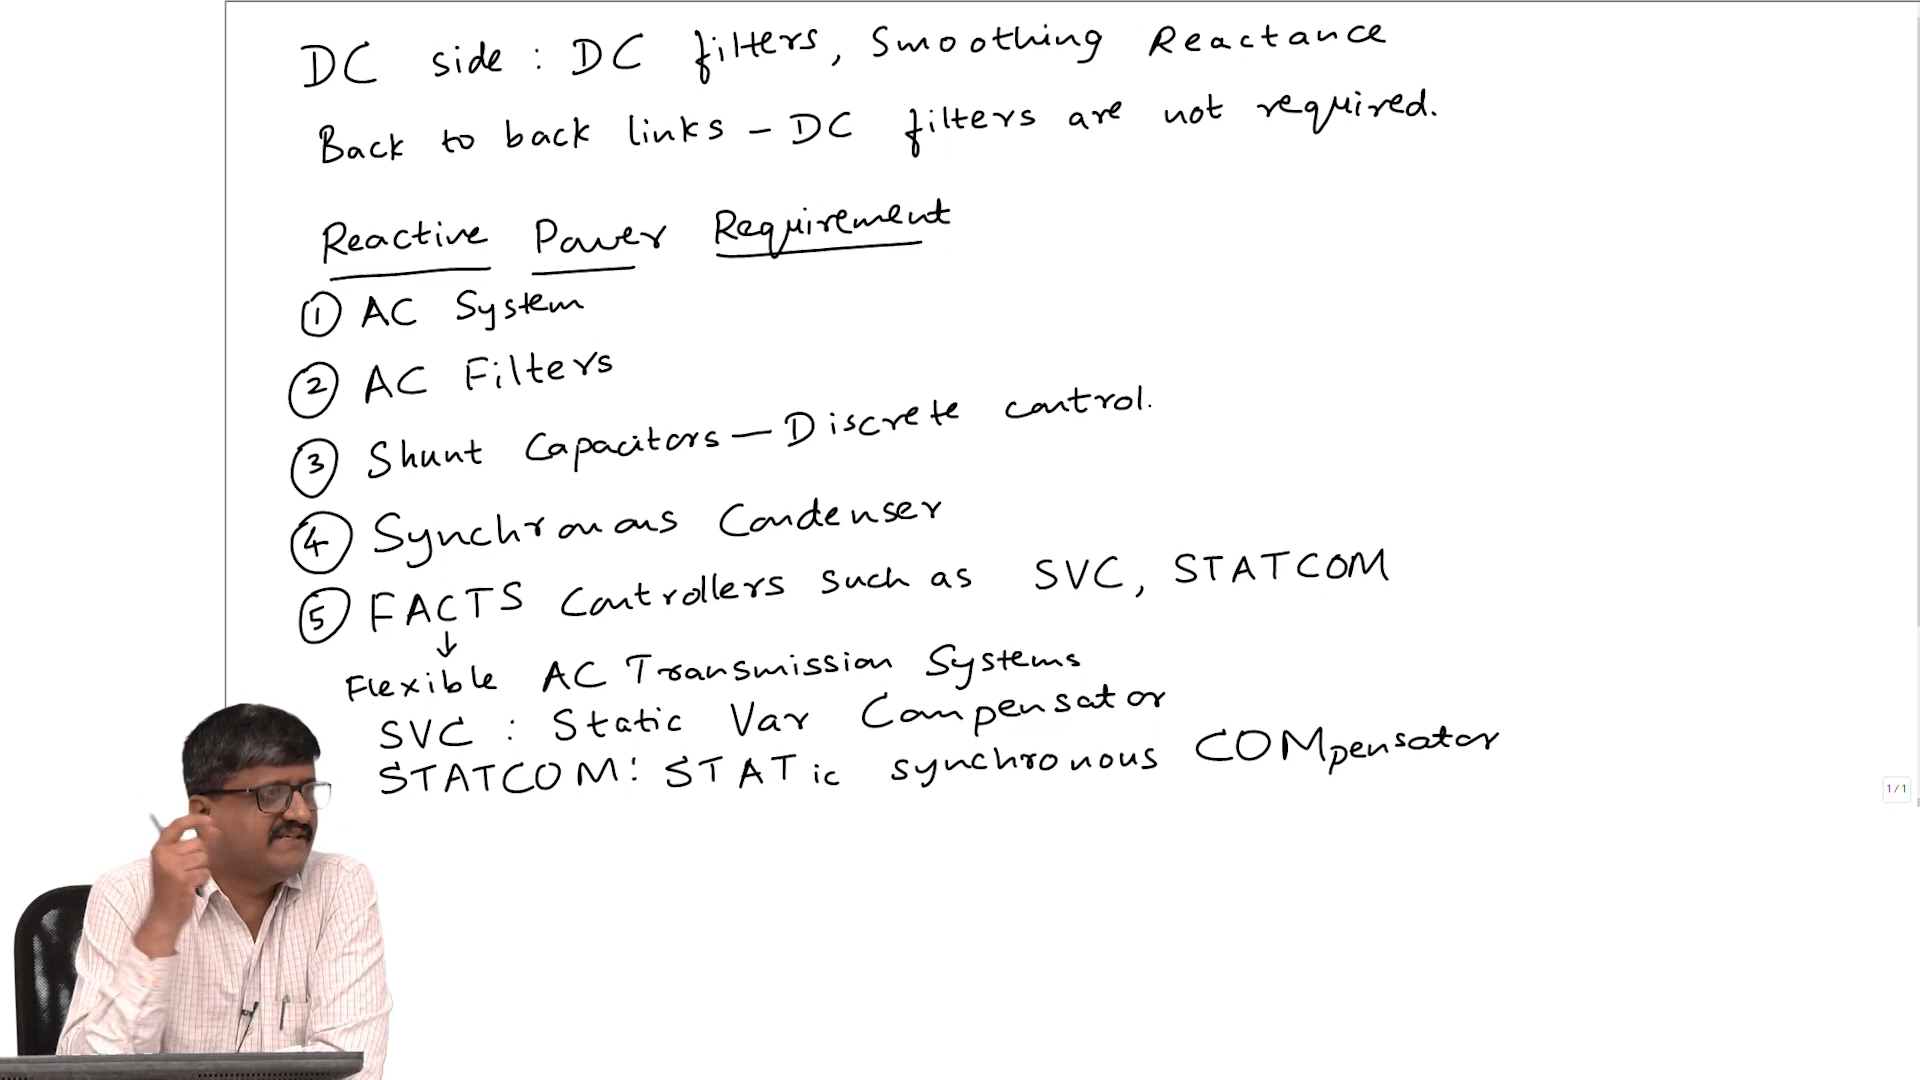 DC side : DC filters, Smoothing Reactance
Back to back links - DC filters are not required.
Reactive Power Requirement
① AC System
② AC Filters
③ Shunt Capacitors — Discrete control.
④ Synchronous Condenser
⑤ FACTS Controllers such as SVC, STATCOM
↓
Flexible AC Transmission Systems
SVC : Static Var Compensator
STATCOM: STATic synchronous COMpensator
1/1